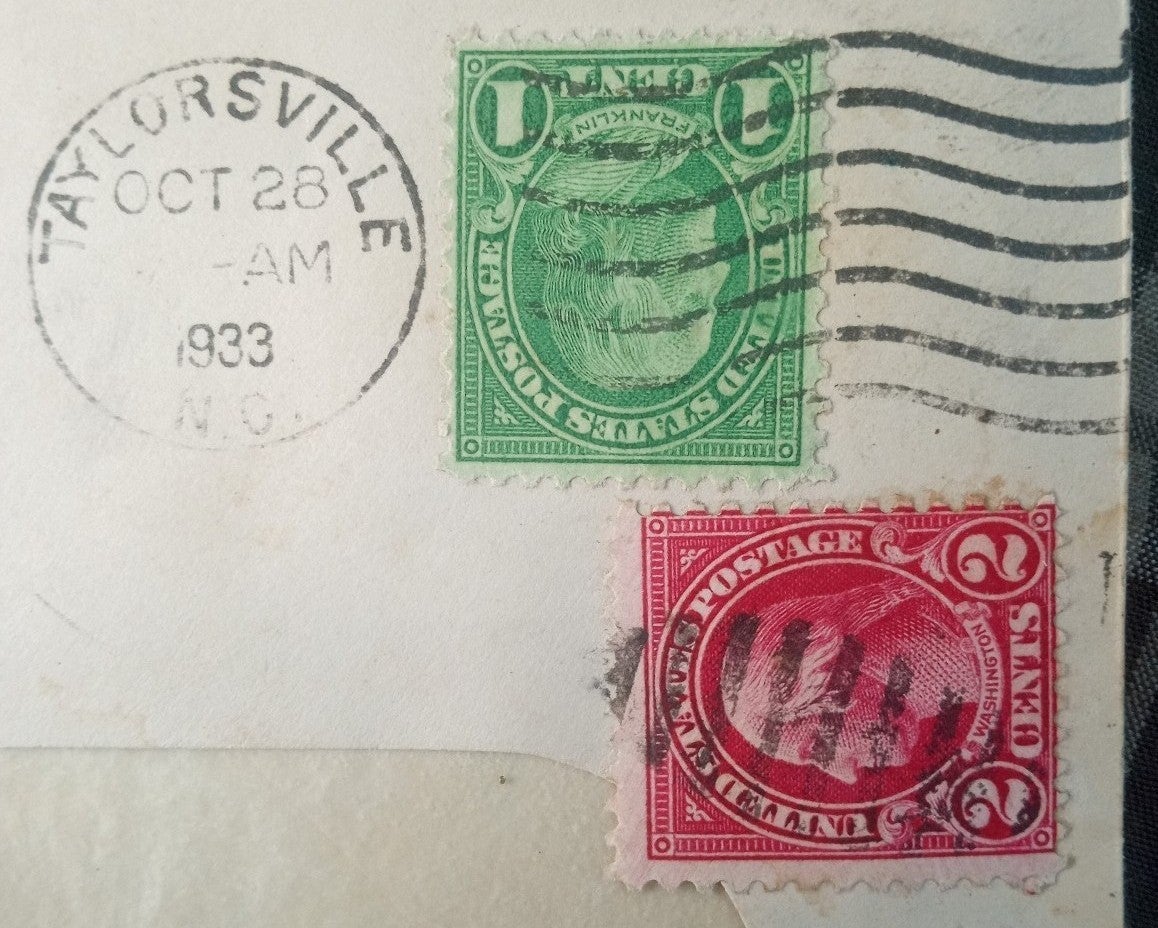 TAYLORSVILLE
OCT 28
-AM
1933
N.C.
UNITED STATES POSTAGE
FRANKLIN
1 CENT 1
UNITED STATES POSTAGE
WASHINGTON
2 CENTS 2